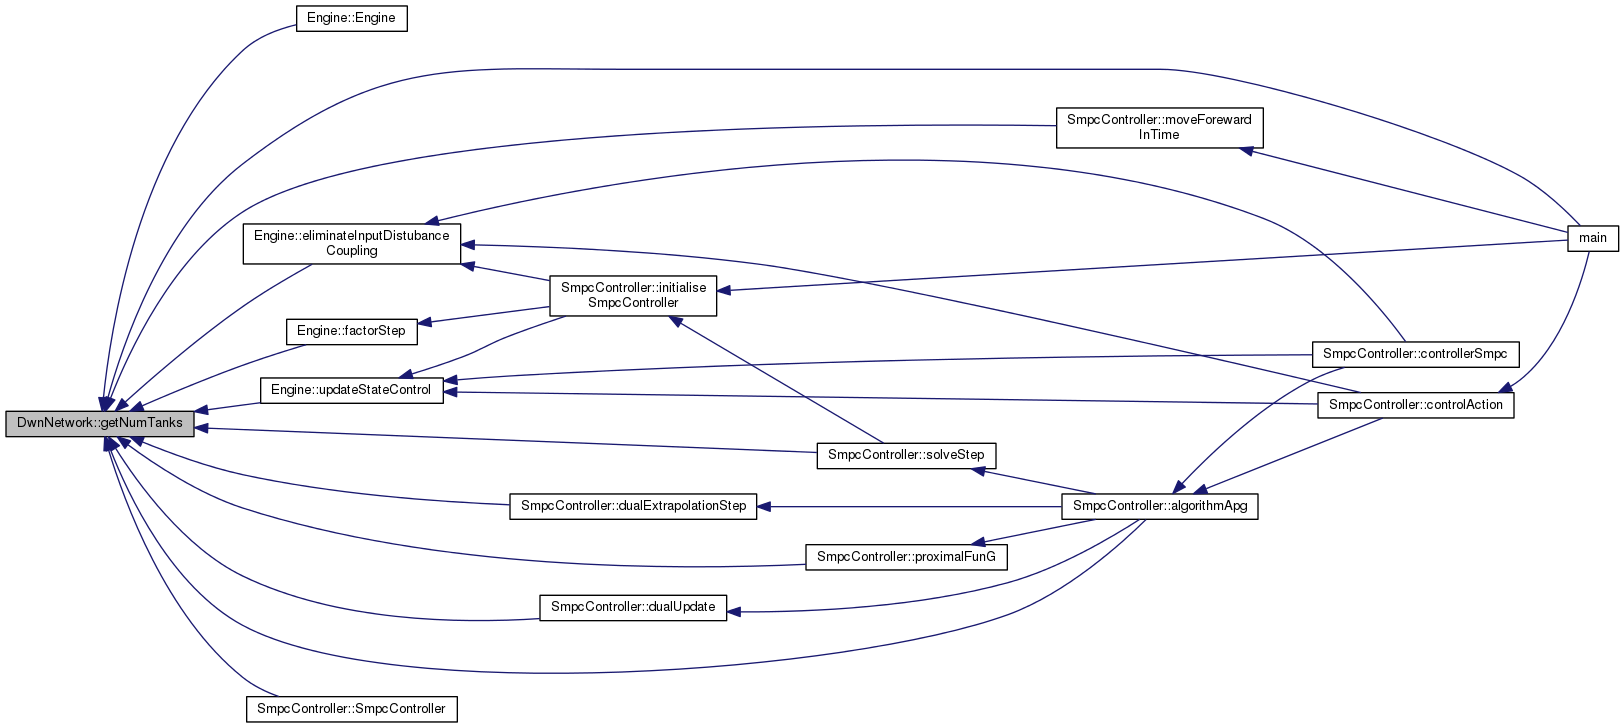 Engine::Engine
SmpcController::moveForeward
InTime
Engine::eliminateInputDistubance
Coupling
main
SmpcController::initialise
SmpcController
Engine::factorStep
SmpcController::controllerSmpc
Engine::updateStateControl
SmpcController::controlAction
DwnNetwork::getNumTanks
SmpcController::solveStep
SmpcController::dualExtrapolationStep
SmpcController::algorithmApg
SmpcController::proximalFunG
SmpcController::dualUpdate
SmpcController::SmpcController